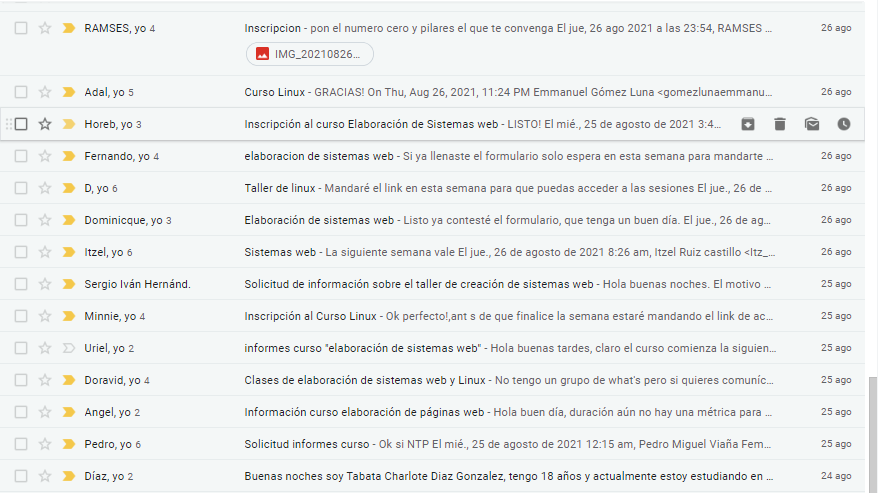 RAMSES, yo 4 Inscripcion - pon el numero cero y pilares el que te convenga El jue, 26 ago 2021 a las 23:54, RAMSES ... 26 ago
IMG_20210826...
Adal, yo 5 Curso Linux - GRACIAS! On Thu, Aug 26, 2021, 11:24 PM Emmanuel Gómez Luna <gomezlunaemmanu... 26 ago
Horeb, yo 3 Inscripción al curso Elaboración de Sistemas web - LISTO! El mié., 25 de agosto de 2021 3:4...
Fernando, yo 4 elaboracion de sistemas web - Si ya llenaste el formulario solo espera en esta semana para mandarte ... 26 ago
D, yo 6 Taller de linux - Mandaré el link en esta semana para que puedas acceder a las sesiones El jue., 26 de ... 26 ago
Dominicque, yo 3 Elaboración de sistemas web - Listo ya contesté el formulario, que tenga un buen día. El jue., 26 de ag... 26 ago
Itzel, yo 6 Sistemas web - La siguiente semana vale El jue., 26 de agosto de 2021 8:26 am, Itzel Ruiz castillo <Itz_... 26 ago
Sergio Iván Hernánd. Solicitud de información sobre el taller de creación de sistemas web - Hola buenas noches. El motivo ... 25 ago
Minnie, yo 4 Inscripción al Curso Linux - Ok perfecto!,ant s de que finalice la semana estaré mandando el link de ac... 25 ago
Uriel, yo 2 informes curso "elaboración de sistemas web" - Hola buenas tardes, claro el curso comienza la siguien... 25 ago
Doravid, yo 4 Clases de elaboración de sistemas web y Linux - No tengo un grupo de what's pero si quieres comuníc... 25 ago
Angel, yo 2 Información curso elaboración de páginas web - Hola buen día, duración aún no hay una métrica para ... 25 ago
Pedro, yo 6 Solicitud informes curso - Ok si NTP El mié., 25 de agosto de 2021 12:15 am, Pedro Miguel Viaña Fem... 25 ago
Díaz, yo 2 Buenas noches soy Tabata Charlote Diaz Gonzalez, tengo 18 años y actualmente estoy estudiando en ... 24 ago